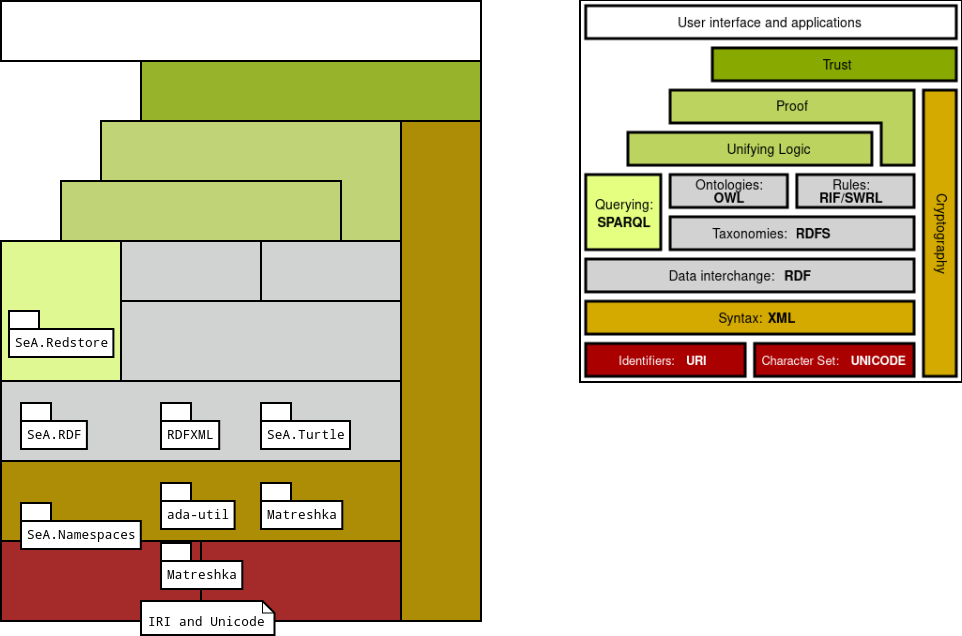 SeA.Redstore
SeA.RDF
RDFXML
SeA.Turtle
ada-util
Matreshka
SeA.Namespaces
Matreshka
IRI and Unicode
User interface and applications
Trust
Proof
Unifying Logic
Querying:
SPARQL
Ontologies:
OWL
Rules:
RIF/SWRL
Taxonomies: RDFS
Data interchange: RDF
Syntax: XML
Identifiers: URI
Character Set: UNICODE
Cryptography